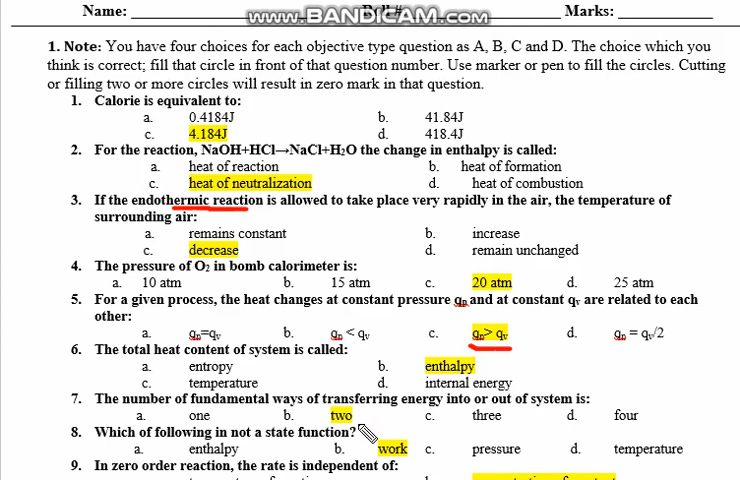 Name: ____________________ Roll # Marks: ____________
www.BANDICAM.com
1. Note: You have four choices for each objective type question as A, B, C and D. The choice which you
think is correct; fill that circle in front of that question number. Use marker or pen to fill the circles. Cutting
or filling two or more circles will result in zero mark in that question.
1. Calorie is equivalent to:
a. 0.4184J b. 41.84J
c. 4.184J d. 418.4J
2. For the reaction, NaOH+HCl→NaCl+H₂O the change in enthalpy is called:
a. heat of reaction b. heat of formation
c. heat of neutralization d. heat of combustion
3. If the endothermic reaction is allowed to take place very rapidly in the air, the temperature of
surrounding air:
a. remains constant b. increase
c. decrease d. remain unchanged
4. The pressure of O₂ in bomb calorimeter is:
a. 10 atm b. 15 atm c. 20 atm d. 25 atm
5. For a given process, the heat changes at constant pressure qₚ and at constant qᵥ are related to each
other:
a. qₚ=qᵥ b. qₚ < qᵥ c. qₚ> qᵥ d. qₚ = qᵥ/2
6. The total heat content of system is called:
a. entropy b. enthalpy
c. temperature d. internal energy
7. The number of fundamental ways of transferring energy into or out of system is:
a. one b. two c. three d. four
8. Which of following in not a state function?
a. enthalpy b. work c. pressure d. temperature
9. In zero order reaction, the rate is independent of: